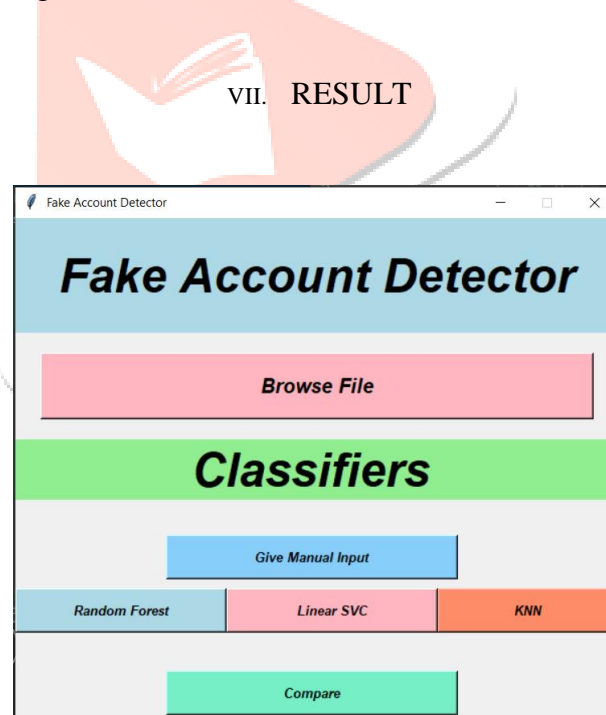 VII. RESULT
Fake Account Detector
Fake Account Detector
Browse File
Classifiers
Give Manual Input
Random Forest Linear SVC KNN
Compare